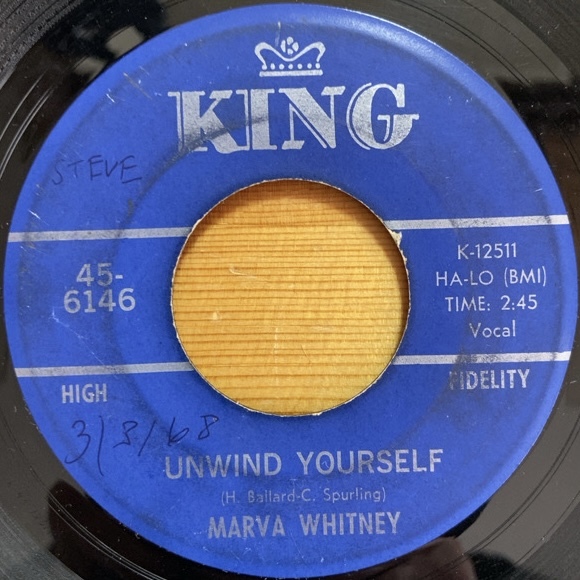 K
KING
STEVE
45-
6146
K-12511
HA-LO (BMI)
TIME: 2:45
Vocal
HIGH
FIDELITY
3/8/68
UNWIND YOURSELF
(H. Ballard-C. Spurling)
MARVA WHITNEY